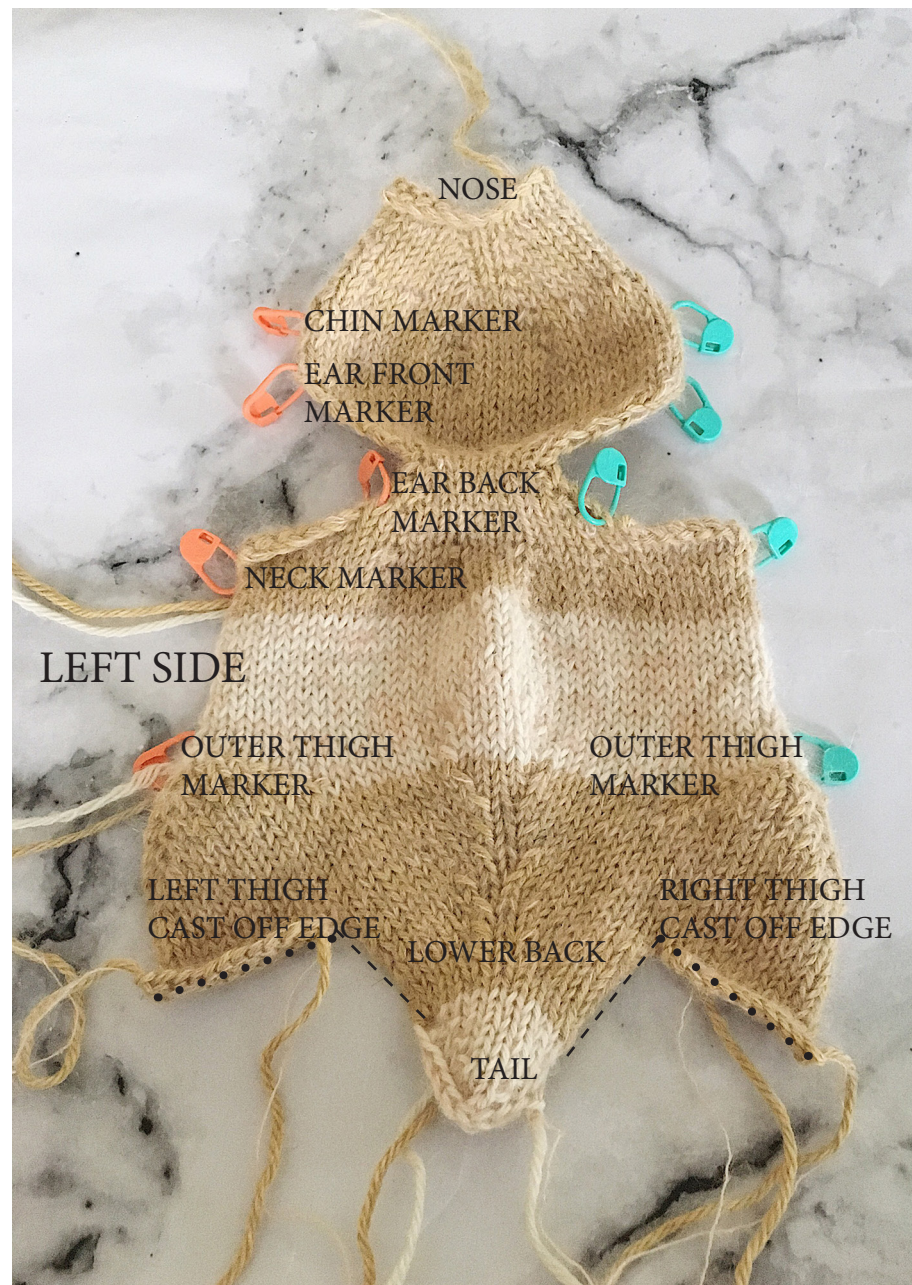 NOSE
CHIN MARKER
EAR FRONT
MARKER
EAR BACK
MARKER
NECK MARKER
LEFT SIDE
OUTER THIGH
MARKER
OUTER THIGH
MARKER
LEFT THIGH
CAST OFF EDGE
RIGHT THIGH
CAST OFF EDGE
LOWER BACK
TAIL